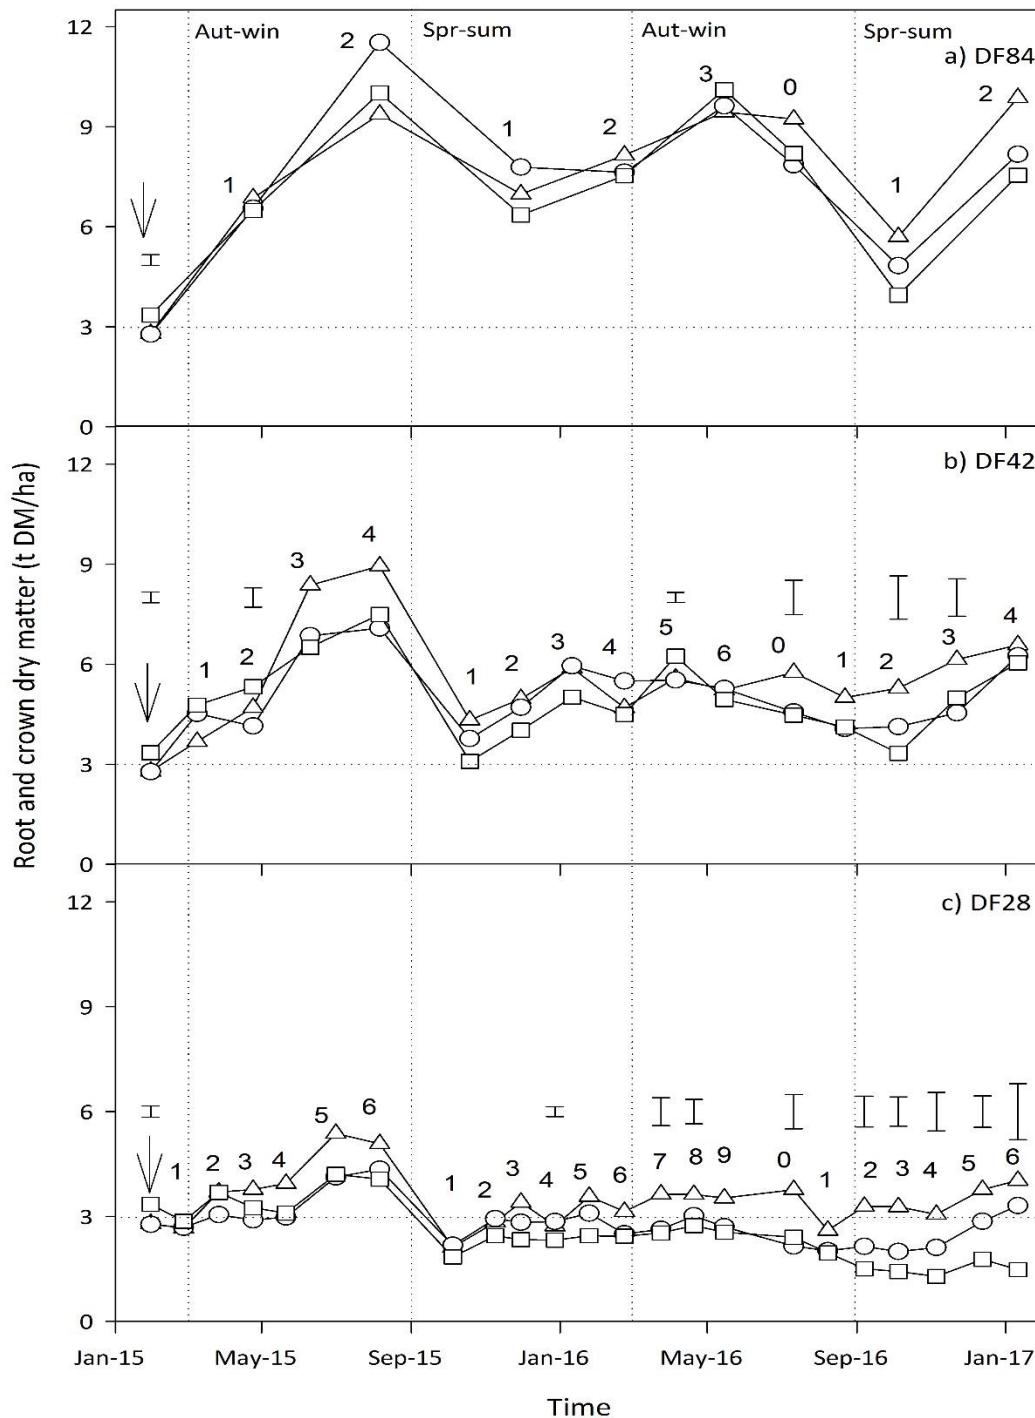 Root and crown dry matter (t DM/ha)
Aut-win Spr-sum Aut-win Spr-sum
a) DF84
12
9
6
3
0
1 2 1 2 3 0 1 2
b) DF42
12
9
6
3
0
1 2 3 4 1 2 3 4 5 6 0 1 2 3 4
c) DF28
12
9
6
3
0
1 2 3 4 5 6 1 2 3 4 5 6 7 8 9 0 1 2 3 4 5 6
Jan-15 May-15 Sep-15 Jan-16 May-16 Sep-16 Jan-17
Time